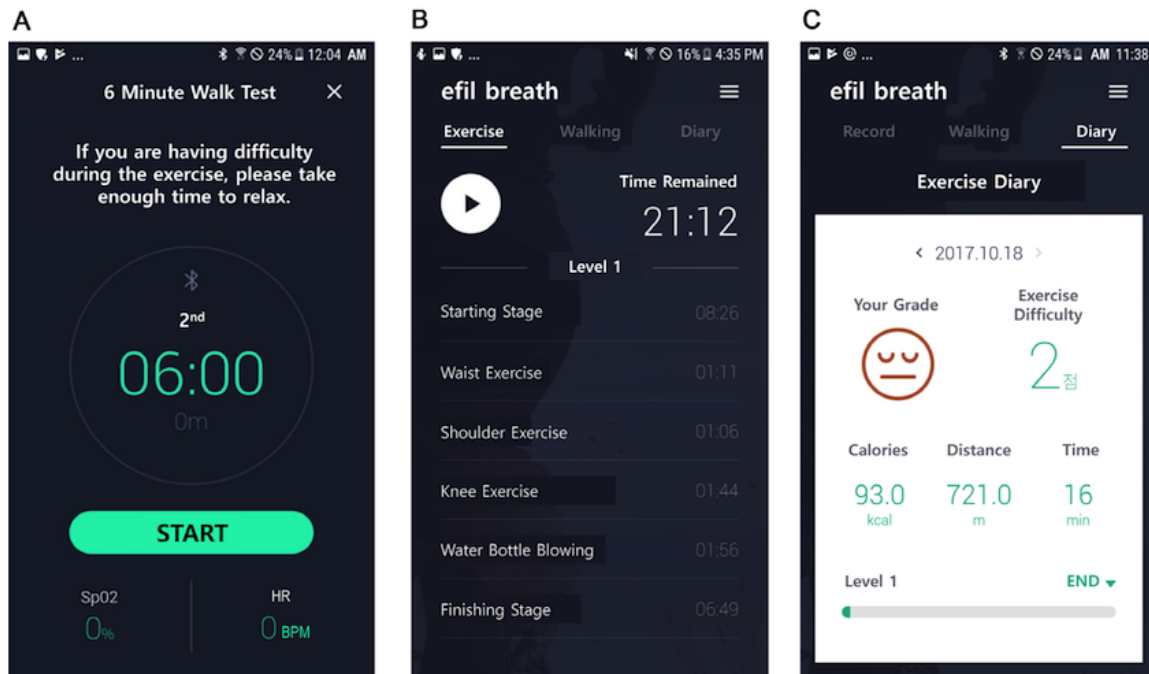 A
24% 12:04 AM
6 Minute Walk Test
If you are having difficulty
during the exercise, please take
enough time to relax.
2nd
06:00
0m
START
Sp02
0%
HR
0 BPM
B
16% 4:35 PM
efil breath
Exercise Walking Diary
Time Remained
21:12
Level 1
Starting Stage 08:26
Waist Exercise 01:11
Shoulder Exercise 01:06
Knee Exercise 01:44
Water Bottle Blowing 01:56
Finishing Stage 06:49
C
24% AM 11:38
efil breath
Record Walking Diary
Exercise Diary
< 2017.10.18 >
Your Grade
Exercise
Difficulty
2점
Calories Distance Time
93.0 721.0 16
kcal m min
Level 1 END